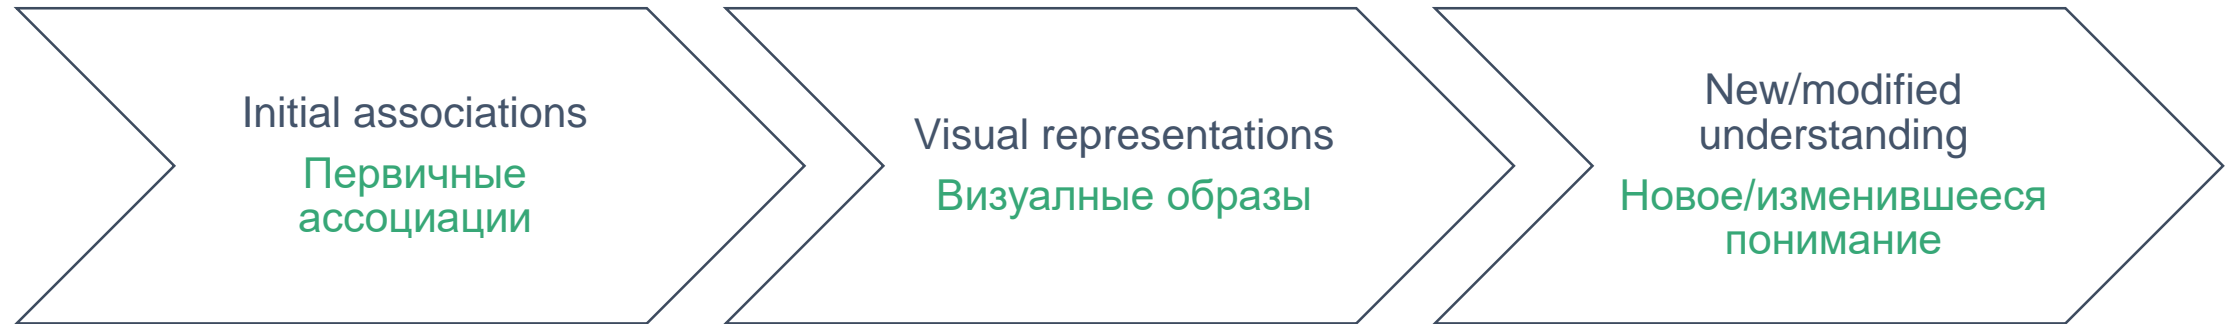 Initial associations
Первичные
ассоциации
Visual representations
Визуалные образы
New/modified
understanding
Новое/изменившееся
понимание